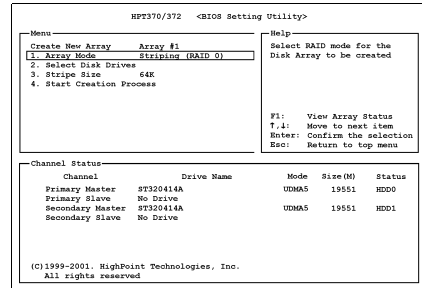 HPT370/372 <BIOS Setting Utility>
Menu
Create New Array Array #1
1. Array Mode Striping (RAID 0)
2. Select Disk Drives
3. Stripe Size 64K
4. Start Creation Process
Help
Select RAID mode for the
Disk Array to be created
F1: View Array Status
↑,↓: Move to next item
Enter: Confirm the selection
Esc: Return to top menu
Channel Status
Channel Drive Name Mode Size(M) Status
Primary Master ST320414A UDMA5 19551 HDD0
Primary Slave No Drive
Secondary Master ST320414A UDMA5 19551 HDD1
Secondary Slave No Drive
(C)1999-2001. HighPoint Technologies, Inc.
All rights reserved